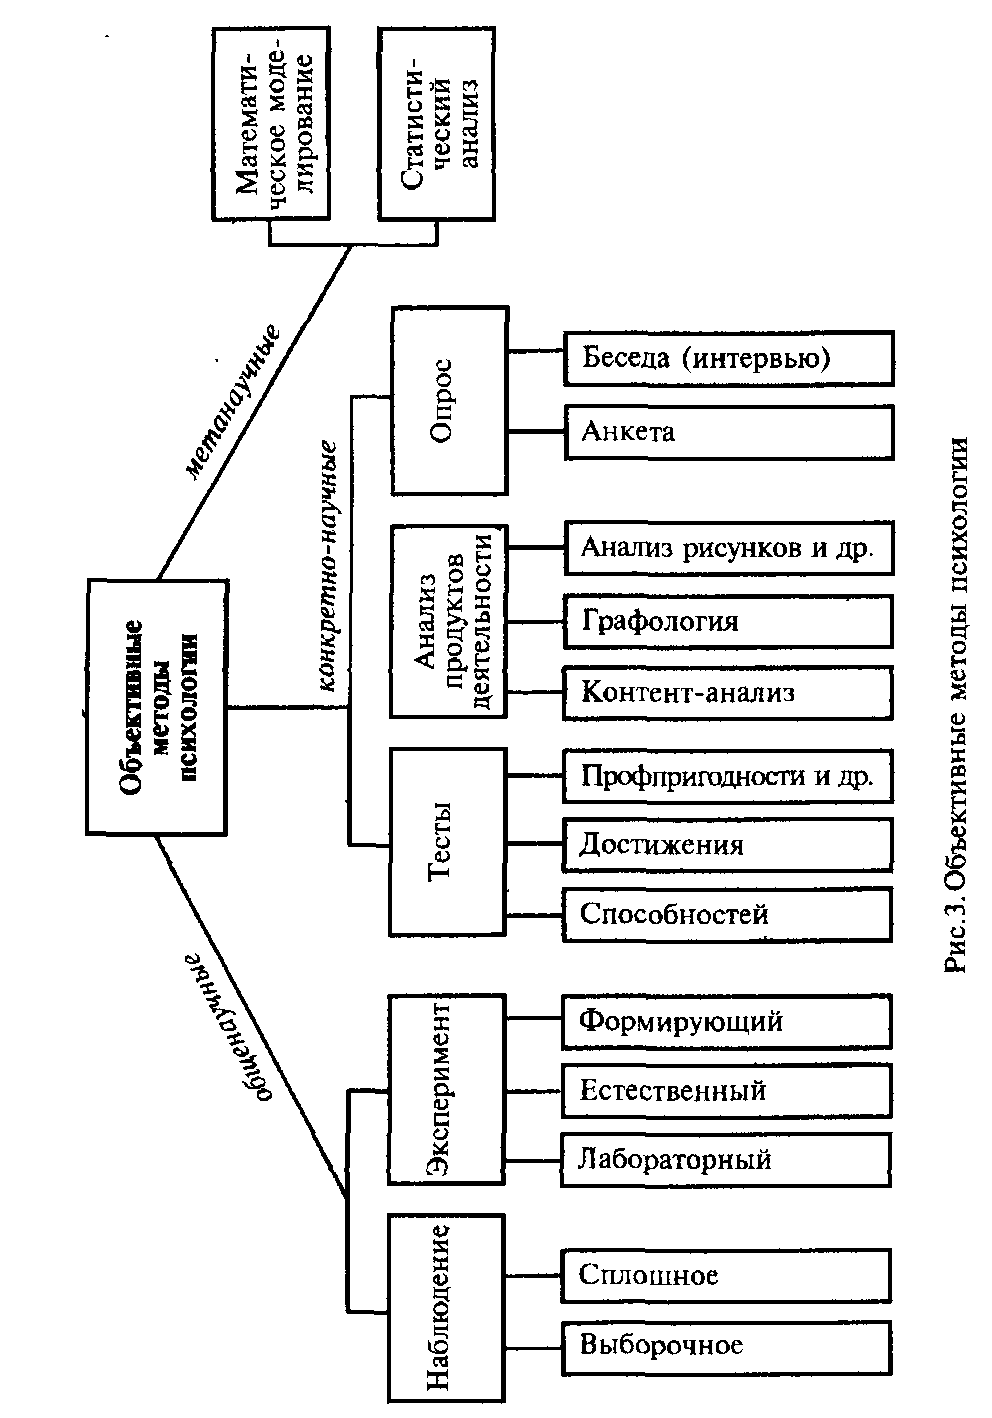 Объективные
методы
психологии
общенаучные
конкретно-научные
метанаучные
Наблюдение
Выборочное
Сплошное
Эксперимент
Лабораторный
Естественный
Формирующий
Тесты
Способностей
Достижения
Профпригодности и др.
Анализ
продуктов
деятельности
Контент-анализ
Графология
Анализ рисунков и др.
Опрос
Анкета
Беседа (интервью)
Математи-
ческое моде-
лирование
Статисти-
ческий
анализ
Рис.3. Объективные методы психологии